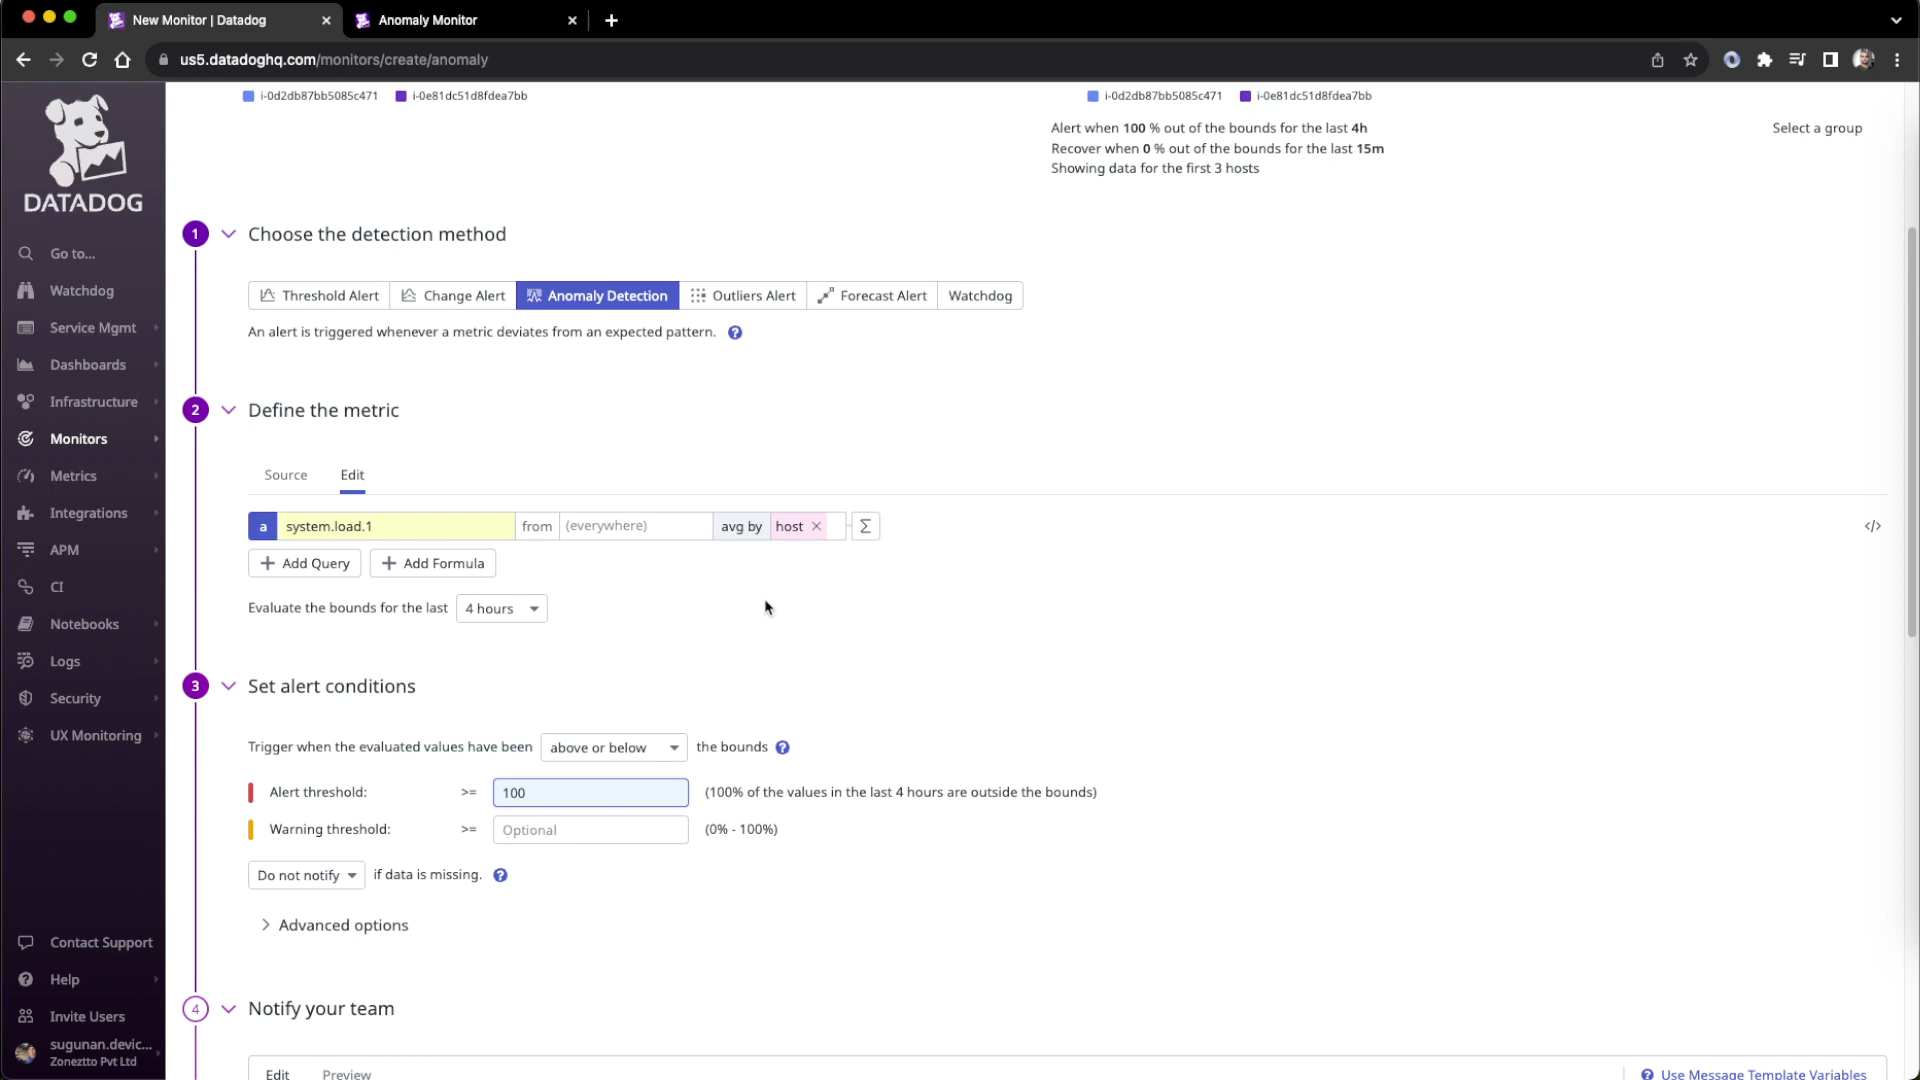 New Monitor | Datadog
Anomaly Monitor
us5.datadoghq.com/monitors/create/anomaly
DATADOG
Go to...
Watchdog
Service Mgmt
Dashboards
Infrastructure
Monitors
Metrics
Integrations
APM
CI
Notebooks
Logs
Security
UX Monitoring
Contact Support
Help
Invite Users
sugunan.devic...
Zoneztto Pvt Ltd
i-0d2db87bb5085c471 i-0e81dc51d8fdea7bb
i-0d2db87bb5085c471 i-0e81dc51d8fdea7bb
Alert when 100 % out of the bounds for the last 4h
Recover when 0 % out of the bounds for the last 15m
Showing data for the first 3 hosts
Select a group
1 Choose the detection method
Threshold Alert Change Alert Anomaly Detection Outliers Alert Forecast Alert Watchdog
An alert is triggered whenever a metric deviates from an expected pattern. ?
2 Define the metric
Source Edit
a system.load.1 from (everywhere) avg by host × Σ </>
+ Add Query + Add Formula
Evaluate the bounds for the last 4 hours
3 Set alert conditions
Trigger when the evaluated values have been above or below the bounds ?
Alert threshold: >= 100 (100% of the values in the last 4 hours are outside the bounds)
Warning threshold: >= Optional (0% - 100%)
Do not notify if data is missing. ?
Advanced options
4 Notify your team
Edit Preview ? Use Message Template Variables